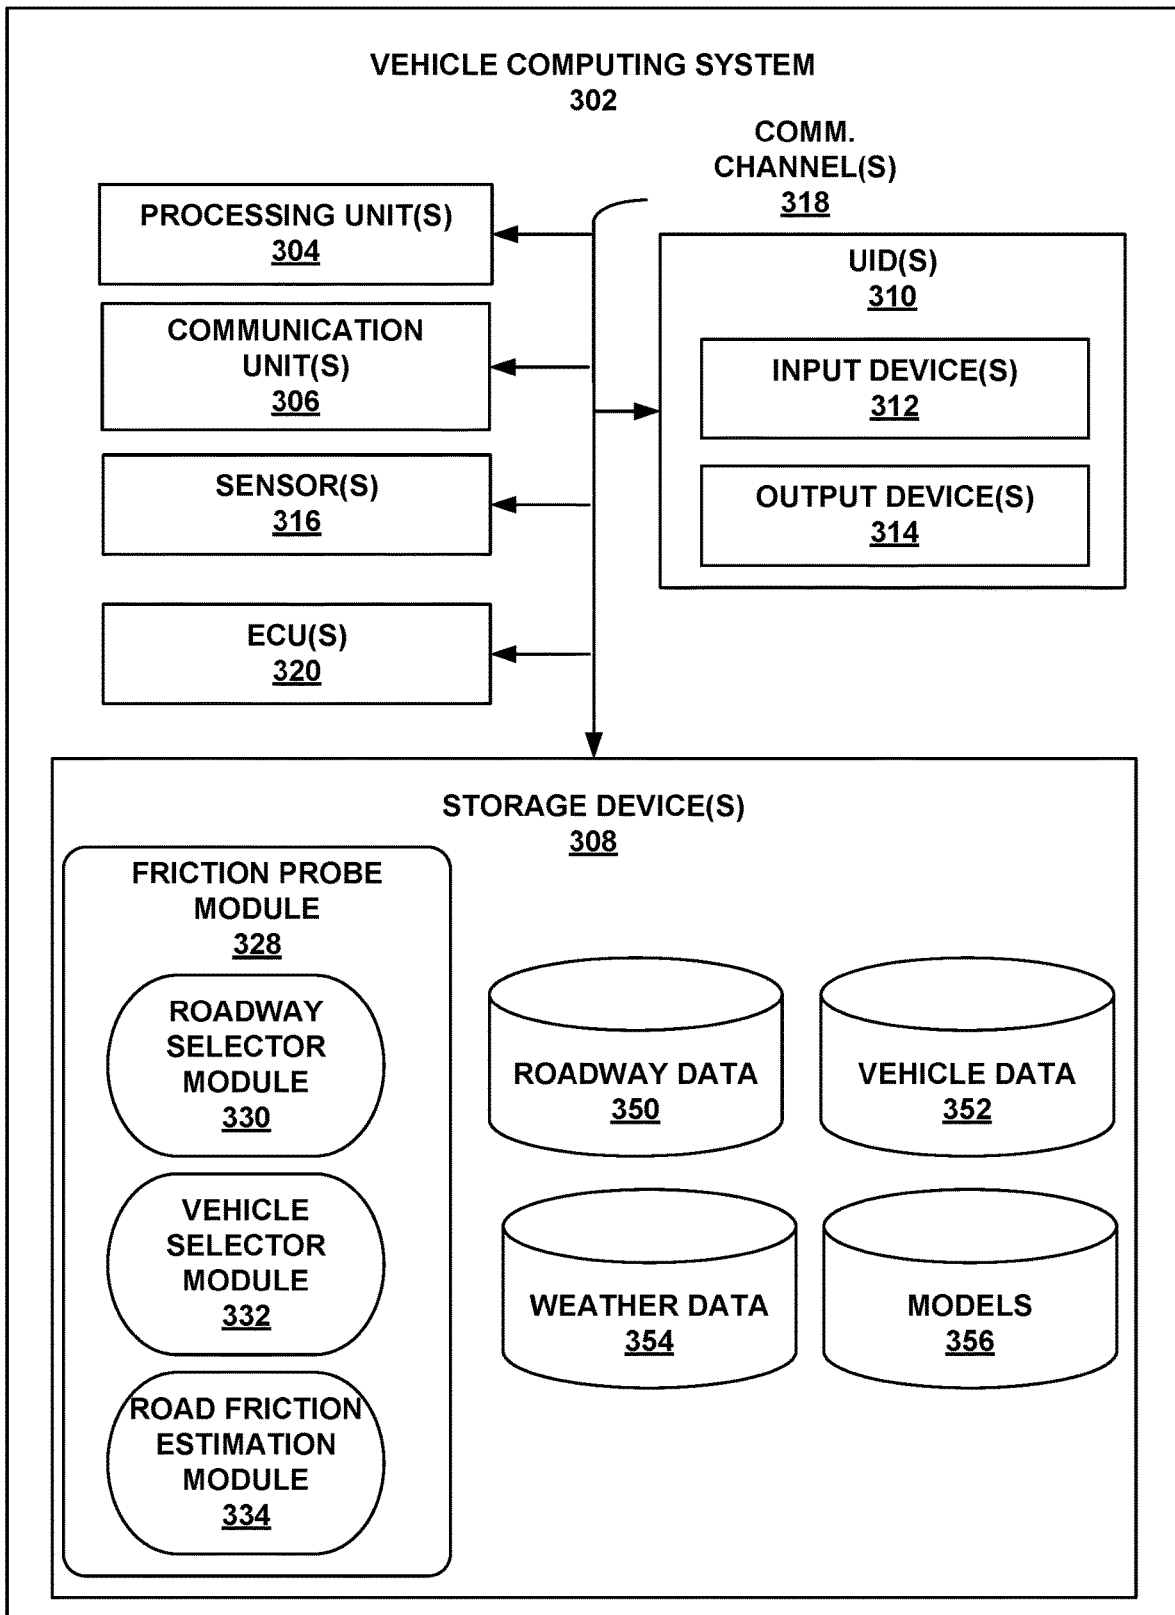 VEHICLE COMPUTING SYSTEM
302
COMM.
CHANNEL(S)
318
PROCESSING UNIT(S)
304
COMMUNICATION
UNIT(S)
306
SENSOR(S)
316
ECU(S)
320
UID(S)
310
INPUT DEVICE(S)
312
OUTPUT DEVICE(S)
314
STORAGE DEVICE(S)
308
FRICTION PROBE
MODULE
328
ROADWAY
SELECTOR
MODULE
330
VEHICLE
SELECTOR
MODULE
332
ROAD FRICTION
ESTIMATION
MODULE
334
ROADWAY DATA
350
VEHICLE DATA
352
WEATHER DATA
354
MODELS
356